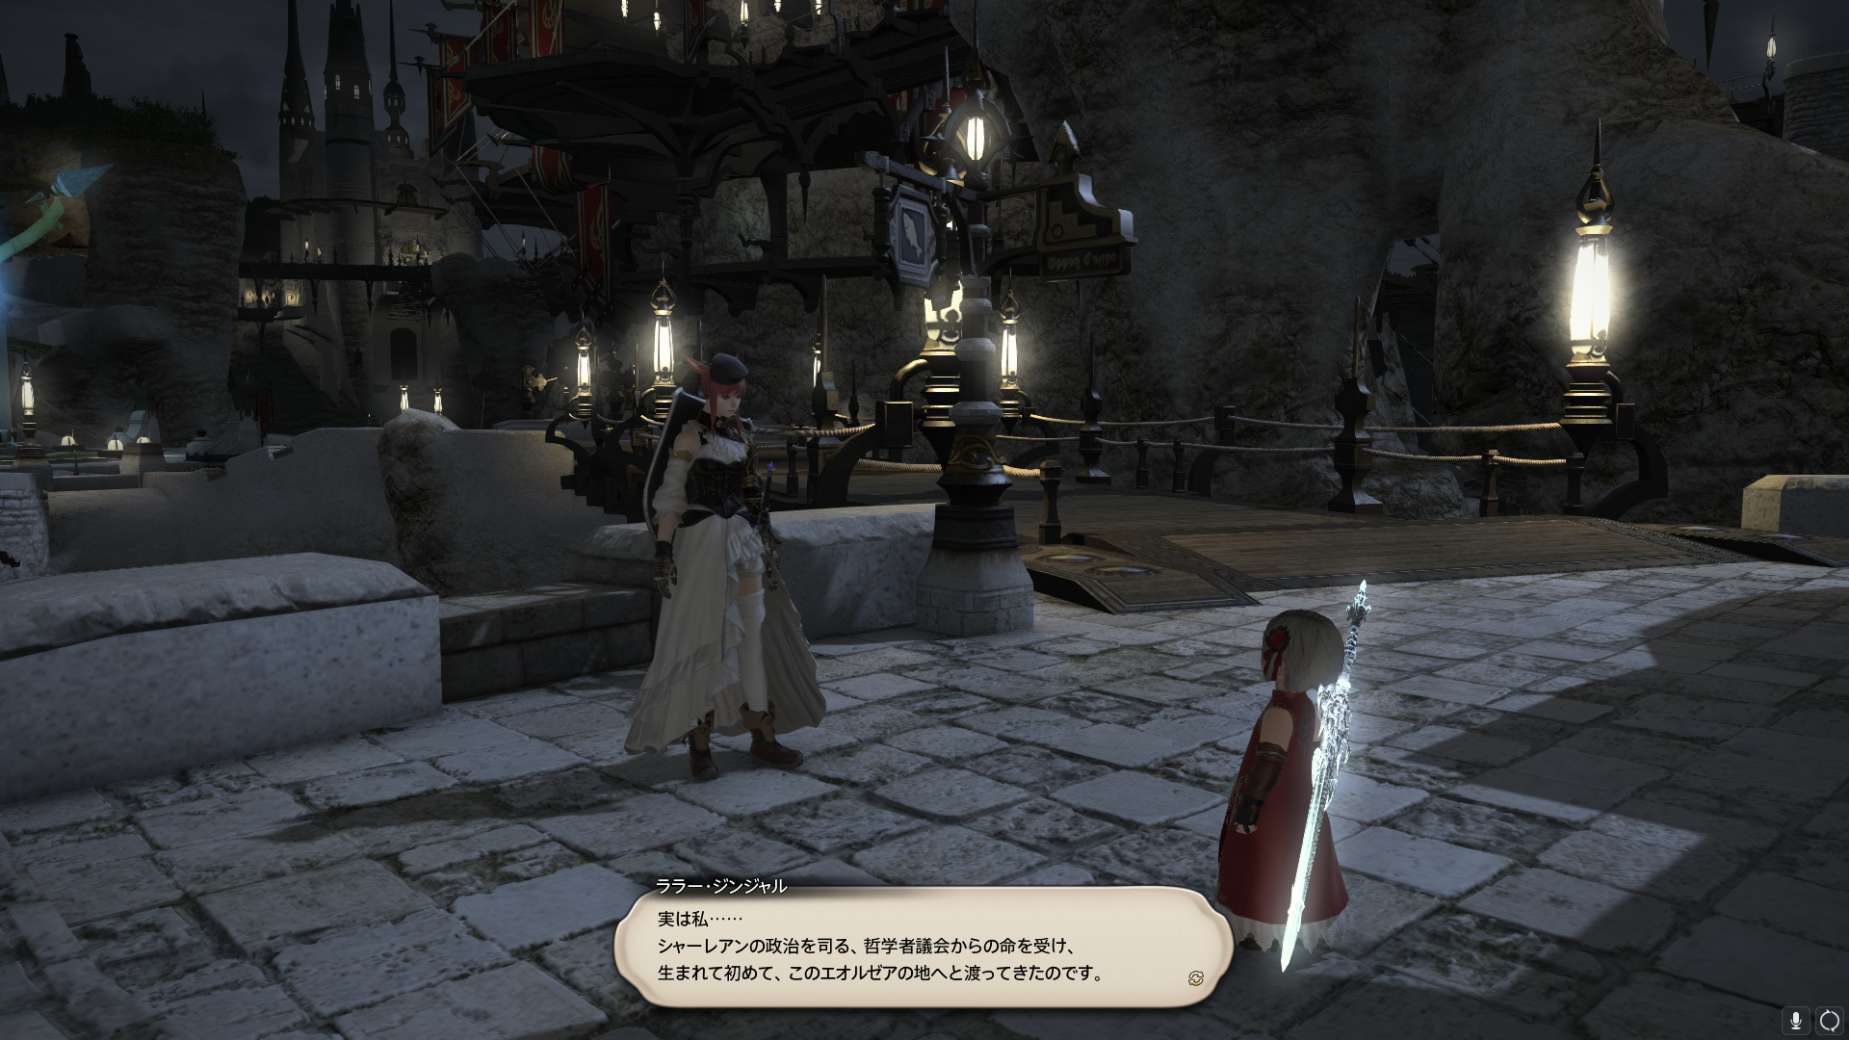 ララー・ジンジャル
実は私……
シャーレアンの政治を司る、哲学者議会からの命を受け、
生まれて初めて、このエオルゼアの地へと渡ってきたのです。